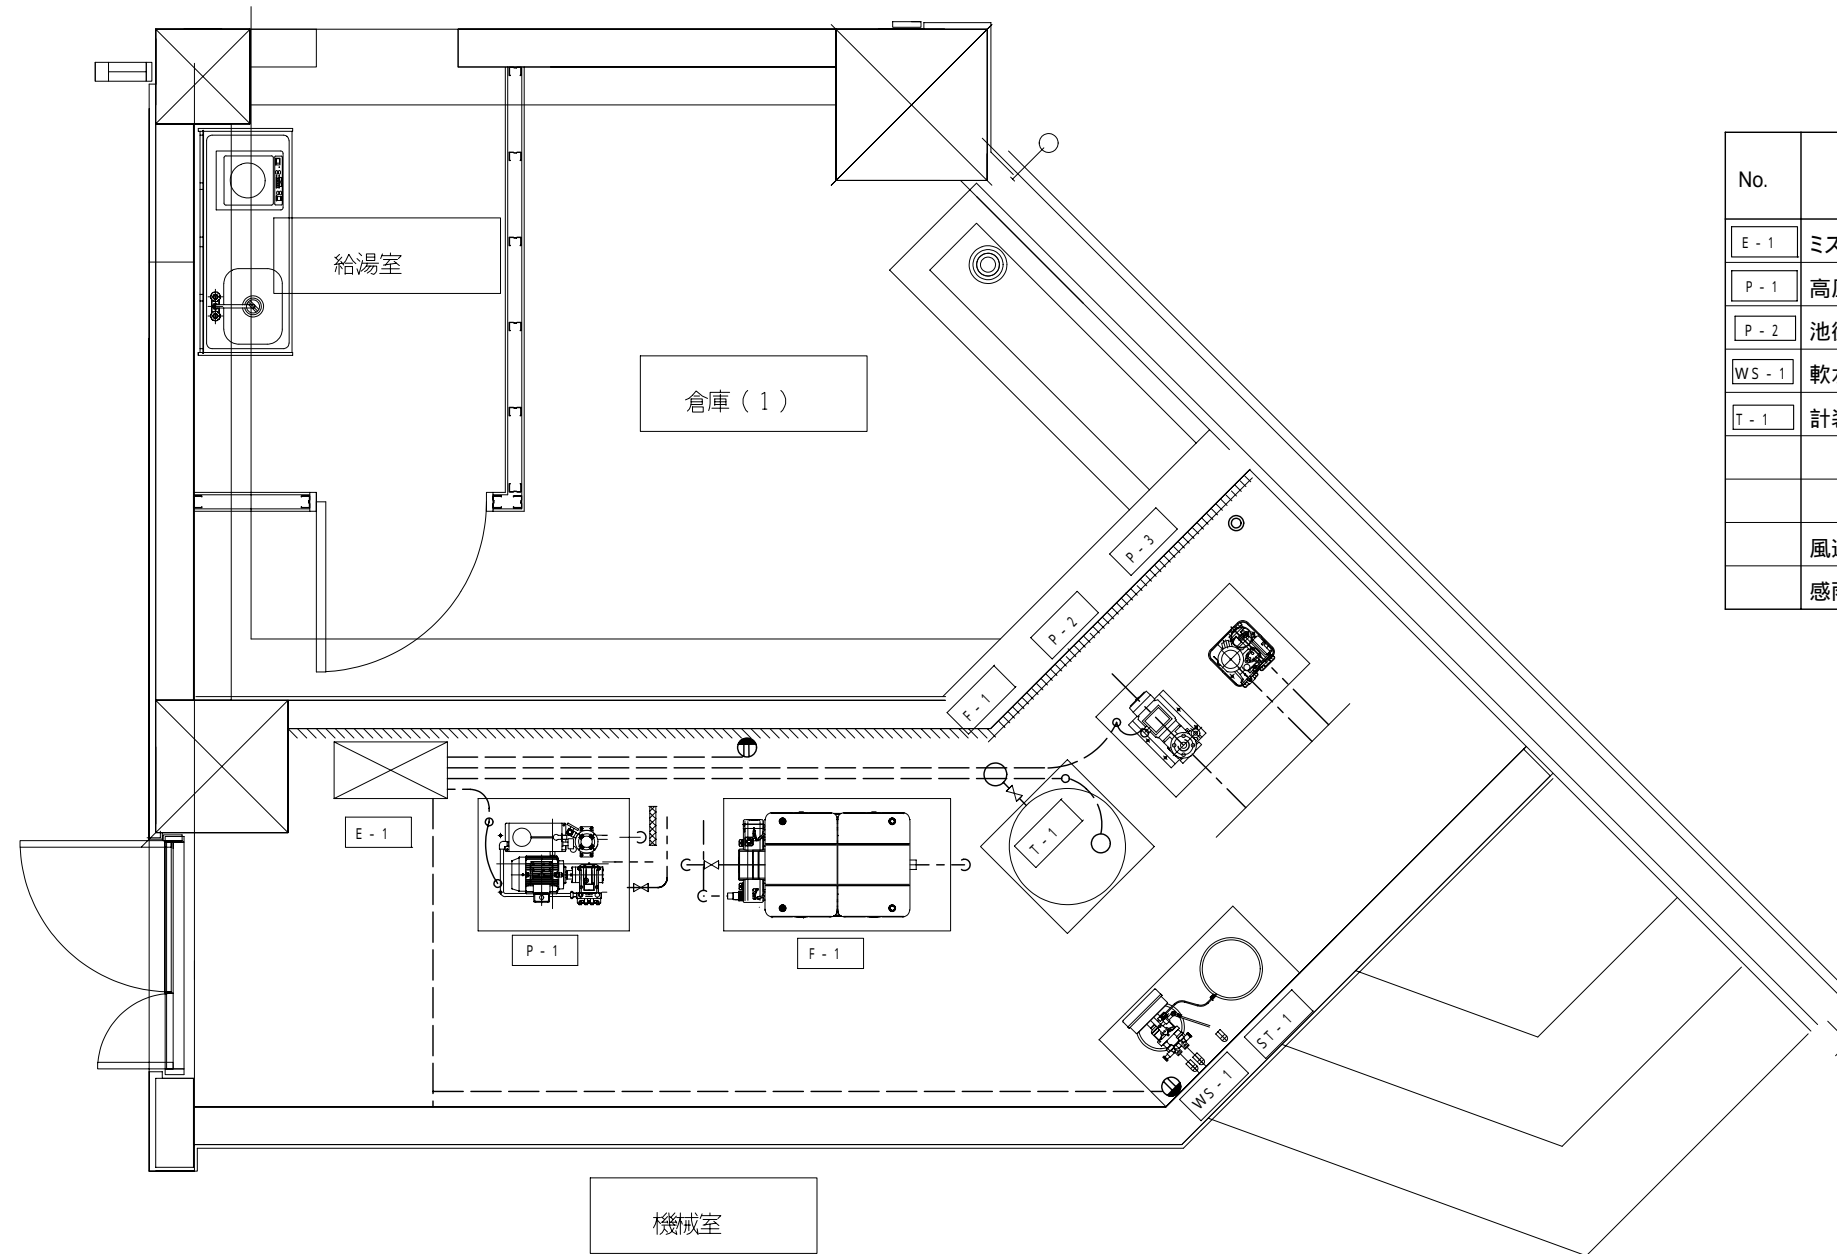 給湯室
倉庫（１）
P - 3
P - 2
F - 1
E - 1
P - 1
F - 1
T - 1
ST - 1
WS - 1
機械室
No.
E - 1 ミス
P - 1 高
P - 2 池
WS - 1 軟
T - 1 計
風
感